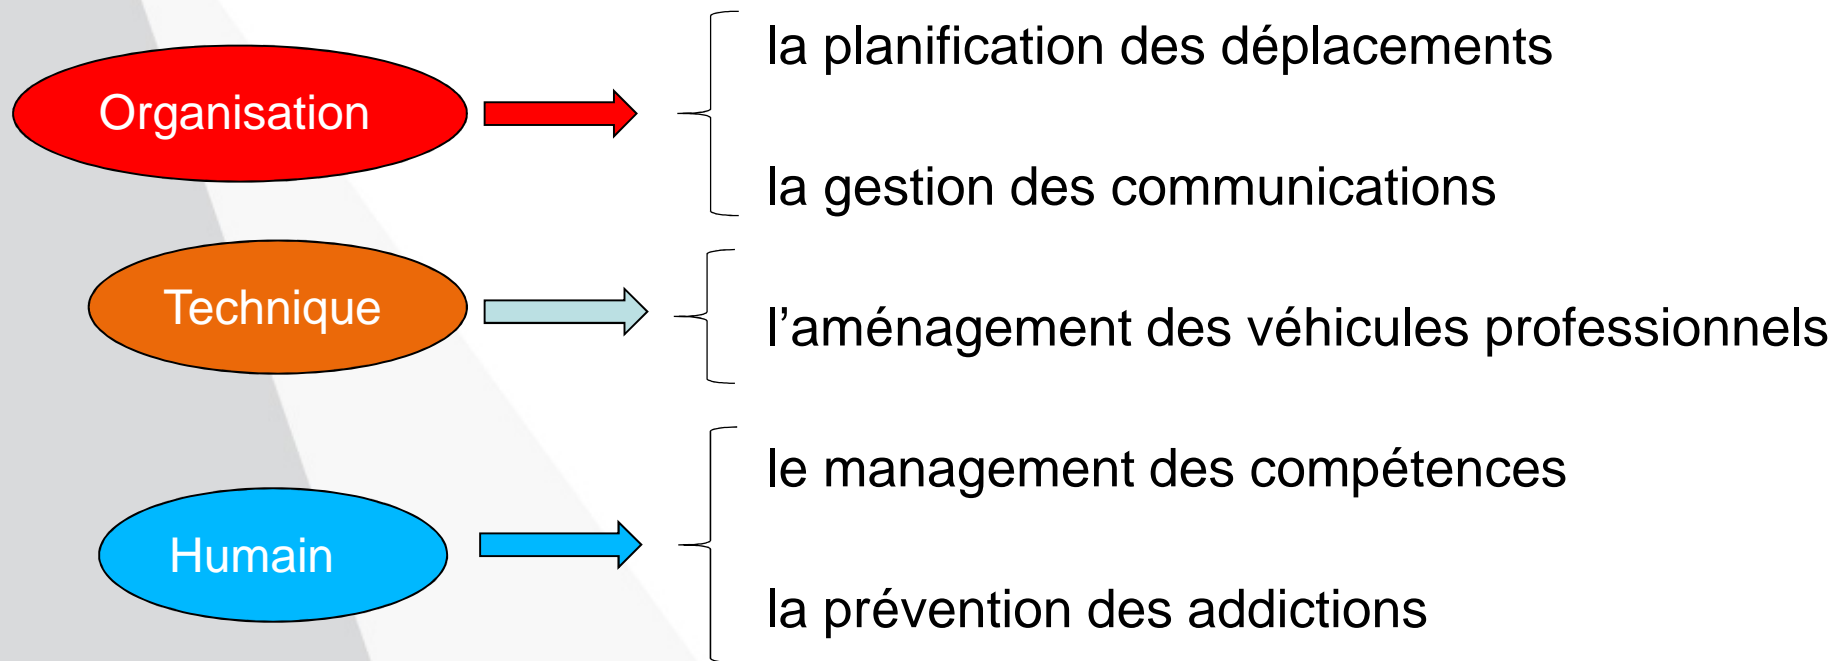 Organisation
la planification des déplacements
la gestion des communications
Technique
l’aménagement des véhicules professionnels
Humain
le management des compétences
la prévention des addictions